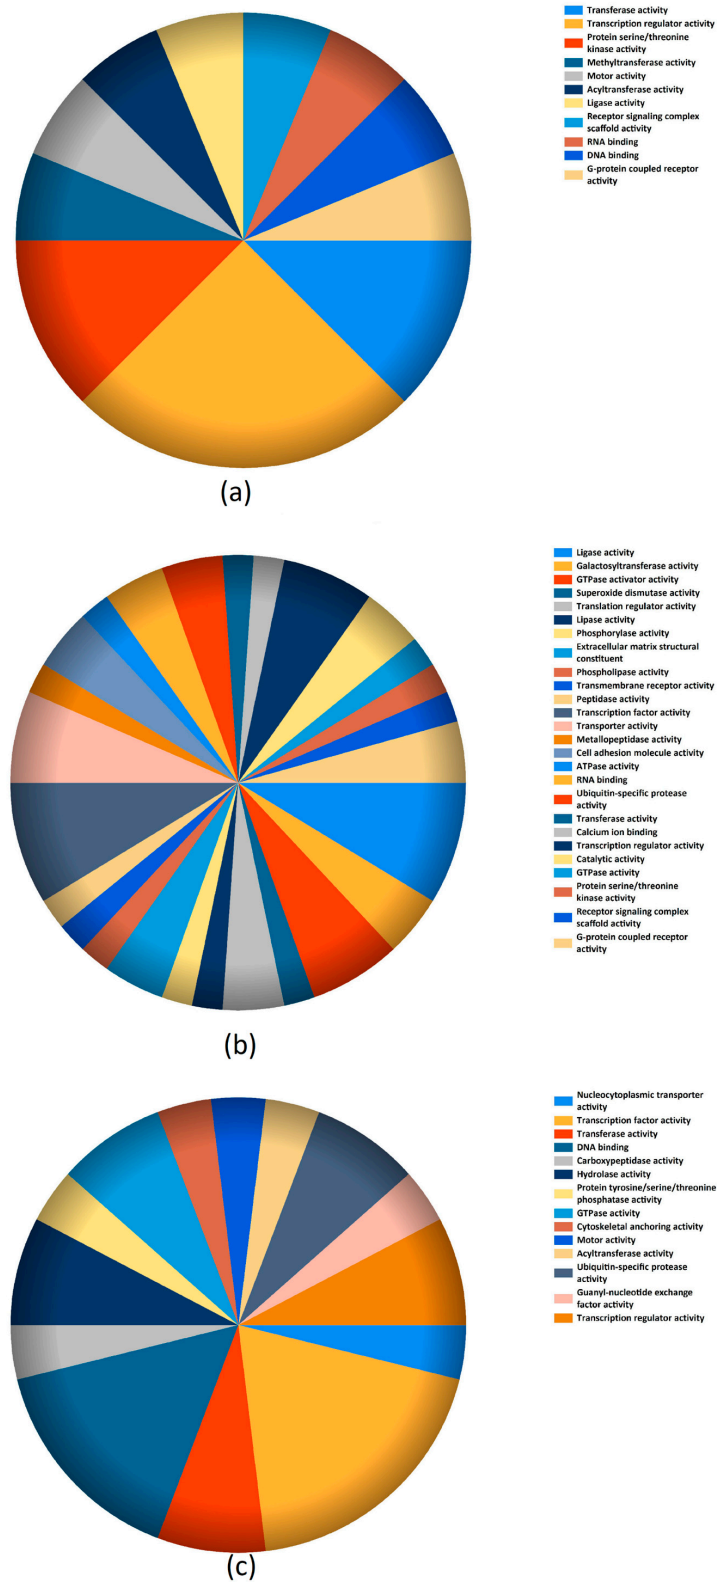 Transferase activity
Transcription regulator activity
Protein serine/threonine
kinase activity
Methyltransferase activity
Motor activity
Acyltransferase activity
Ligase activity
Receptor signaling complex
scaffold activity
RNA binding
DNA binding
G-protein coupled receptor
activity
(a)
Ligase activity
Galactosyltransferase activity
GTPase activator activity
Superoxide dismutase activity
Translation regulator activity
Lipase activity
Phosphorylase activity
Extracellular matrix structural
constituent
Phospholipase activity
Transmembrane receptor activity
Peptidase activity
Transcription factor activity
Transporter activity
Metallopeptidase activity
Cell adhesion molecule activity
ATPase activity
RNA binding
Ubiquitin-specific protease
activity
Transferase activity
Calcium ion binding
Transcription regulator activity
Catalytic activity
GTPase activity
Protein serine/threonine
kinase activity
Receptor signaling complex
scaffold activity
G-protein coupled receptor
activity
(b)
Nucleocytoplasmic transporter
activity
Transcription factor activity
Transferase activity
DNA binding
Carboxypeptidase activity
Hydrolase activity
Protein tyrosine/serine/threonine
phosphatase activity
GTPase activity
Cytoskeletal anchoring activity
Motor activity
Acyltransferase activity
Ubiquitin-specific protease
activity
Guanyl-nucleotide exchange
factor activity
Transcription regulator activity
(c)